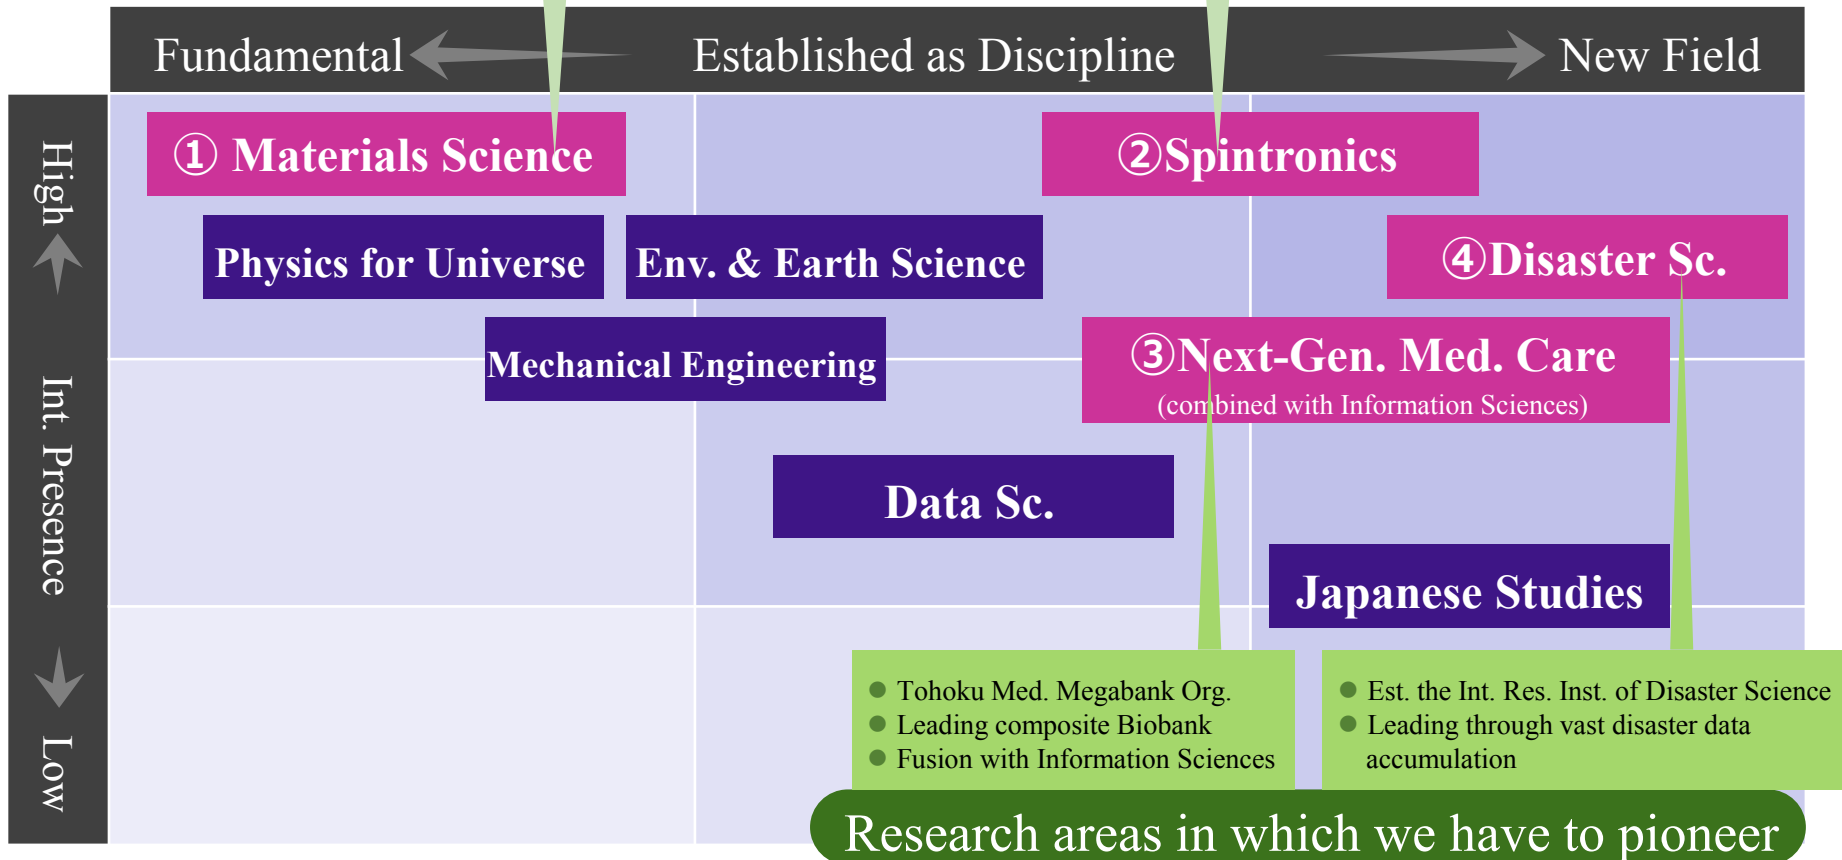 Fundamental
Established as Discipline
New Field
High
Int. Presence
Low
① Materials Science
②Spintronics
Physics for Universe
Env. & Earth Science
④Disaster Sc.
Mechanical Engineering
③Next-Gen. Med. Care
(combined with Information Sciences)
Data Sc.
Japanese Studies
● Tohoku Med. Megabank Org.
● Leading composite Biobank
● Fusion with Information Sciences
● Est. the Int. Res. Inst. of Disaster Science
● Leading through vast disaster data
accumulation
Research areas in which we have to pioneer